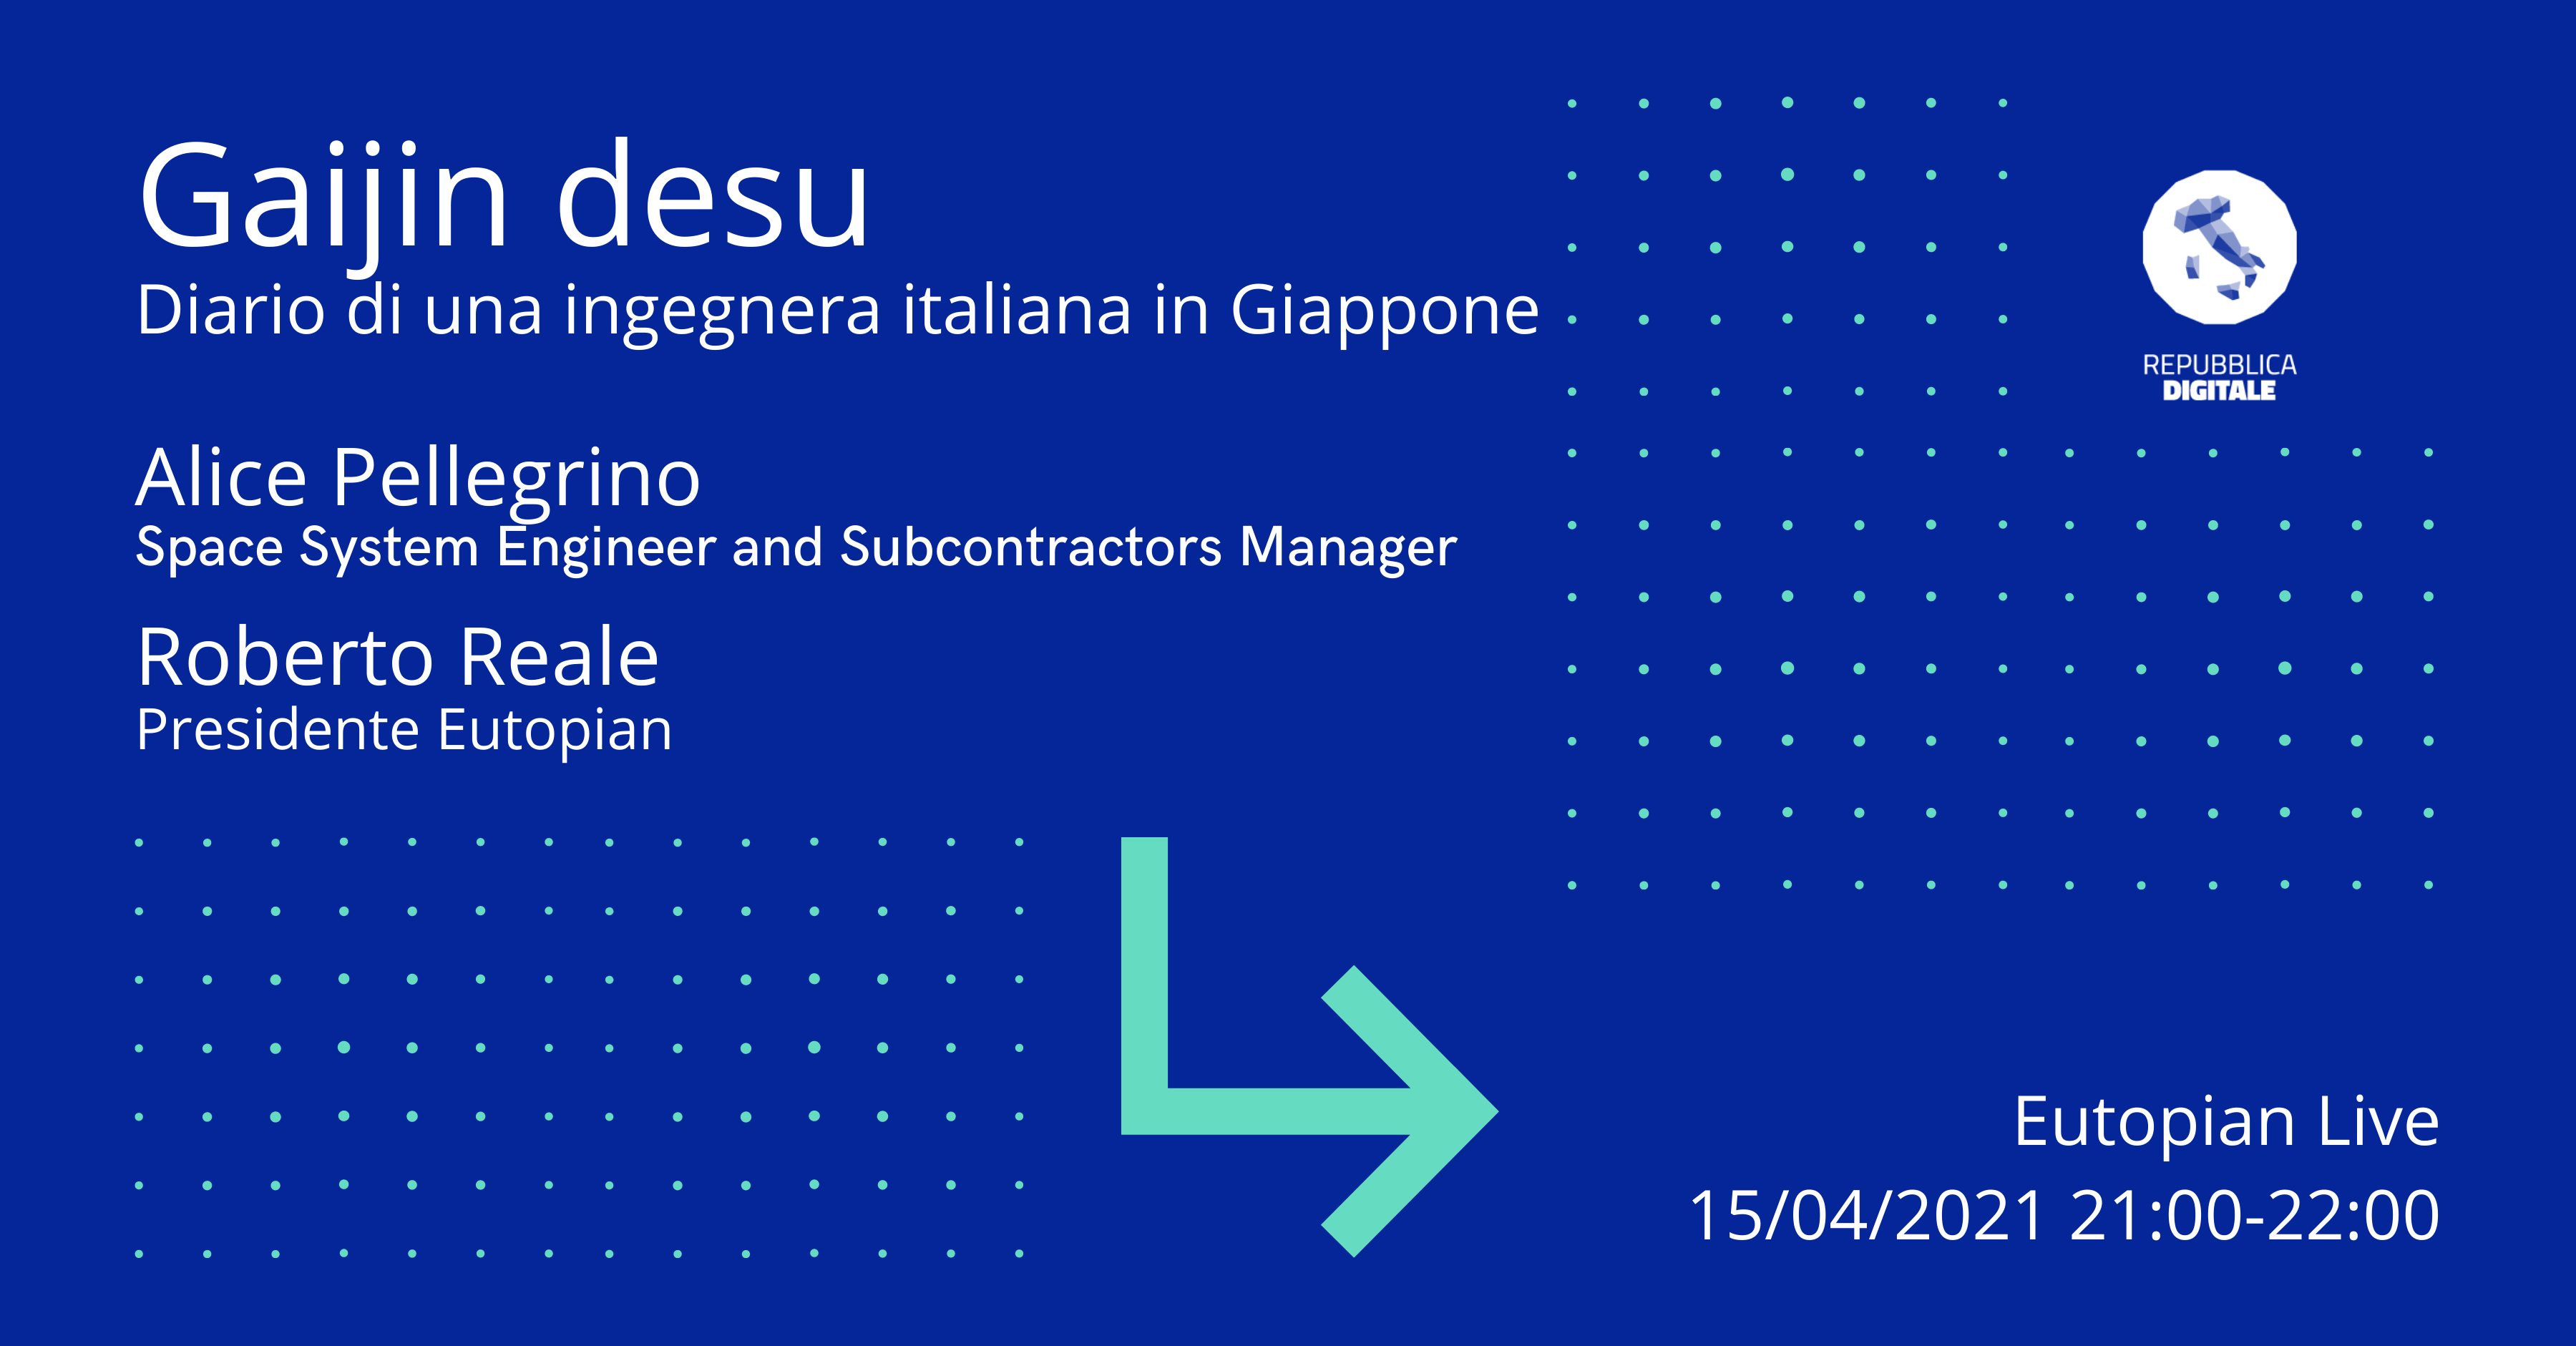 Gaijin desu
Diario di una ingegnera italiana in Giappone
REPUBBLICA
DIGITALE
Alice Pellegrino
Space System Engineer and Subcontractors Manager
Roberto Reale
Presidente Eutopian
Eutopian Live
15/04/2021 21:00-22:00